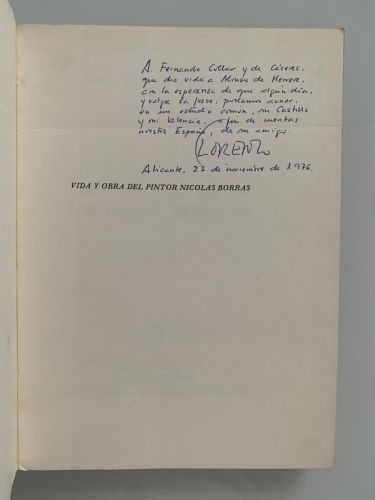 A Fernando Collar y de Cáceres,
que dio vida a Alonso de Herrera,
con la esperanza de que algún día,
y valga la frase, podamos aunar,
en un estudio común, su Castilla
y mi Valencia, a fin de cuentas
nuestra España, de su amigo
LORENZO
Alicante, 22 de noviembre de 1976.
VIDA Y OBRA DEL PINTOR NICOLAS BORRAS